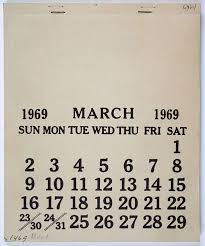 1969 MARCH 1969
SUN MON TUE WED THU FRI SAT
1
2 3 4 5 6 7 8
9 10 11 12 13 14 15
16 17 18 19 20 21 22
23/30 24/31 25 26 27 28 29